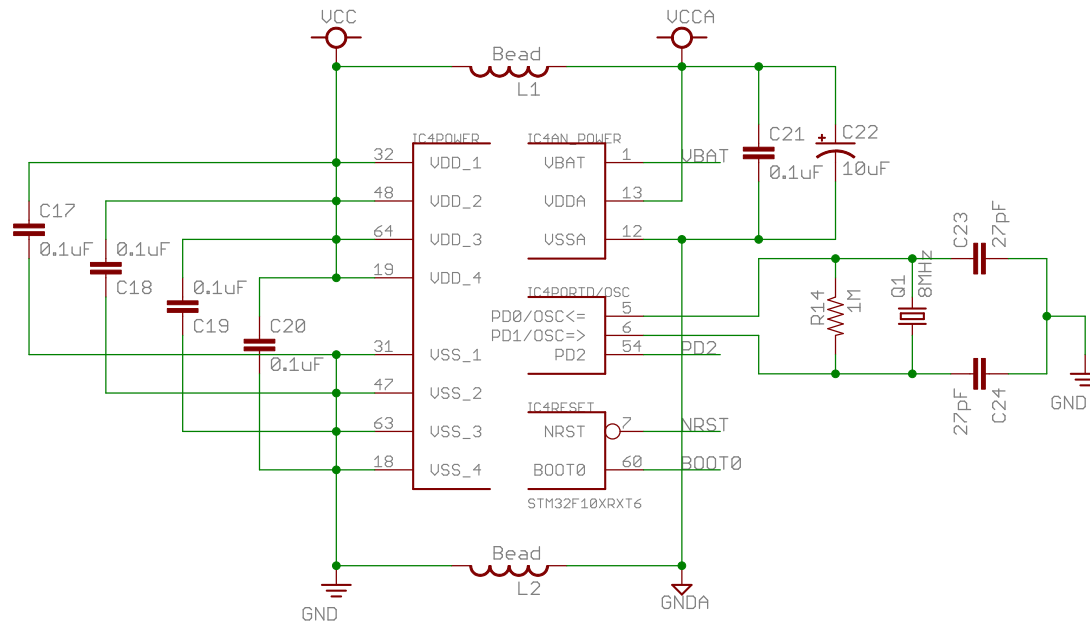 VCC
VCCA
Bead
L1
IC4POWER
IC4AN_POWER
32
VDD_1
48
VDD_2
64
VDD_3
19
VDD_4
31
VSS_1
47
VSS_2
63
VSS_3
18
VSS_4
VBAT
1
VBAT
VDDA
13
VSSA
12
C21
0.1uF
C22
10uF
C17
0.1uF
0.1uF
C18
0.1uF
C19
C20
0.1uF
IC4PORTD/OSC
PD0/OSC<=
5
PD1/OSC=>
6
PD2
54
PD2
IC4RESET
NRST
7
NRST
BOOT0
60
BOOT0
STM32F10XRXT6
R14
1M
Q1
8MHz
C23
27pF
27pF
C24
GND
Bead
L2
GND
GNDA